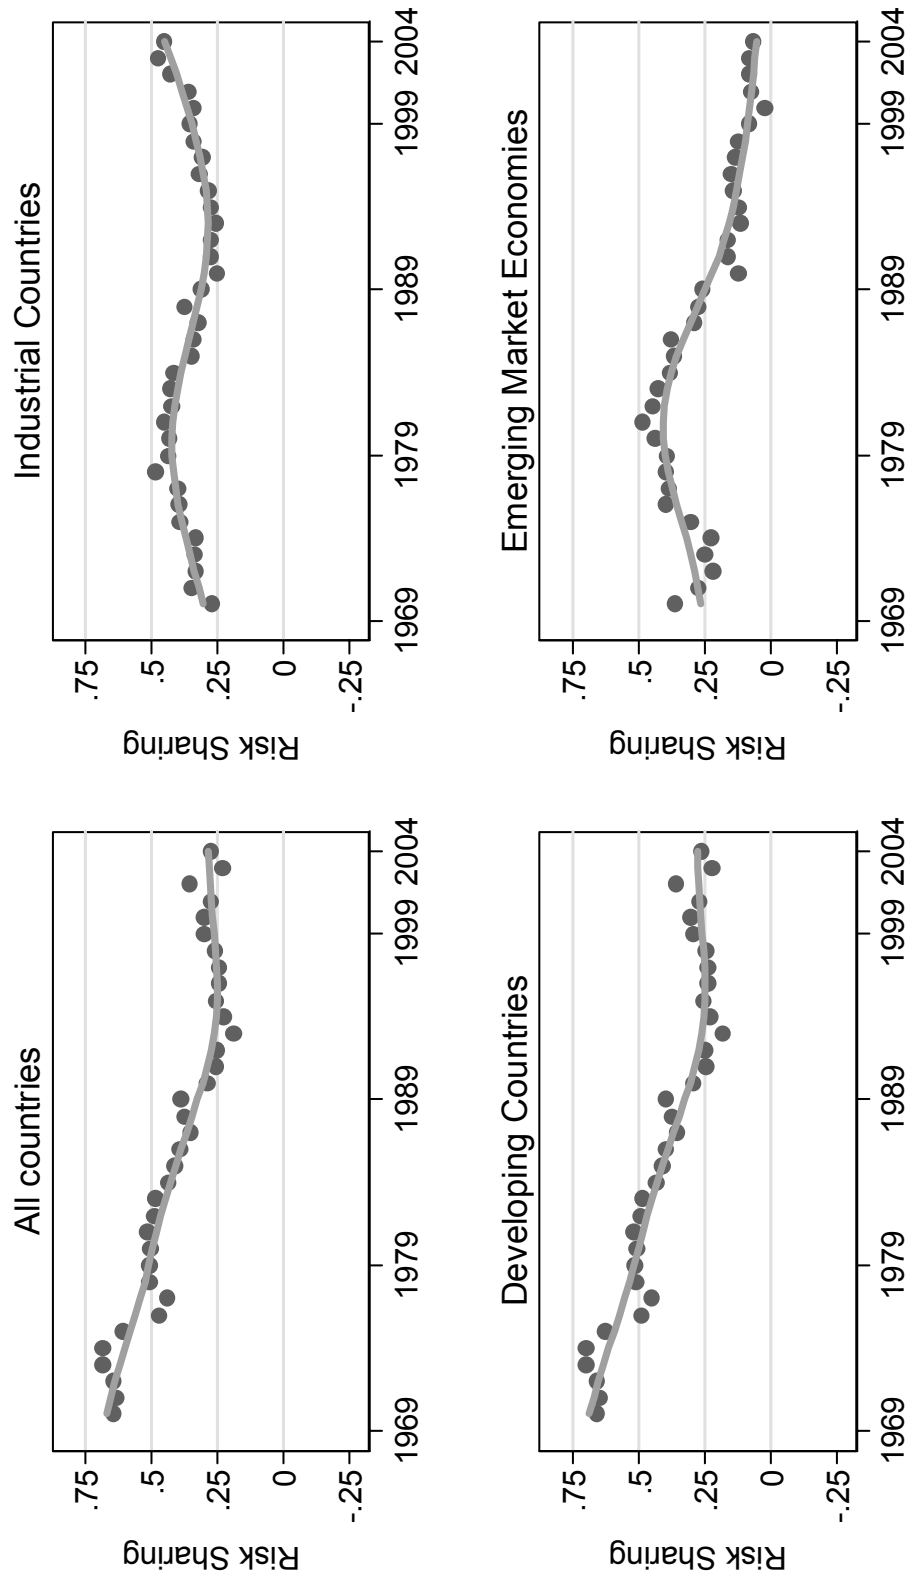 All countries
Risk Sharing
.75
.5
.25
0
-.25
1969 1979 1989 1999 2004
Industrial Countries
Risk Sharing
.75
.5
.25
0
-.25
1969 1979 1989 1999 2004
Developing Countries
Risk Sharing
.75
.5
.25
0
-.25
1969 1979 1989 1999 2004
Emerging Market Economies
Risk Sharing
.75
.5
.25
0
-.25
1969 1979 1989 1999 2004